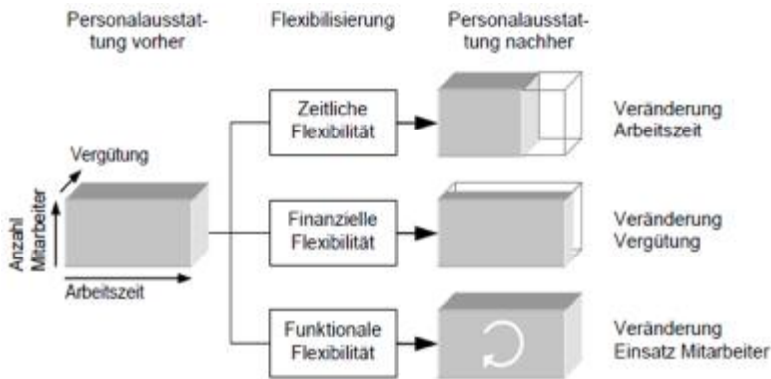 Personalausstat-
tung vorher
Flexibilisierung
Personalausstat-
tung nachher
Vergütung
Anzahl
Mitarbeiter
Arbeitszeit
Zeitliche
Flexibilität
Veränderung
Arbeitszeit
Finanzielle
Flexibilität
Veränderung
Vergütung
Funktionale
Flexibilität
Veränderung
Einsatz Mitarbeiter